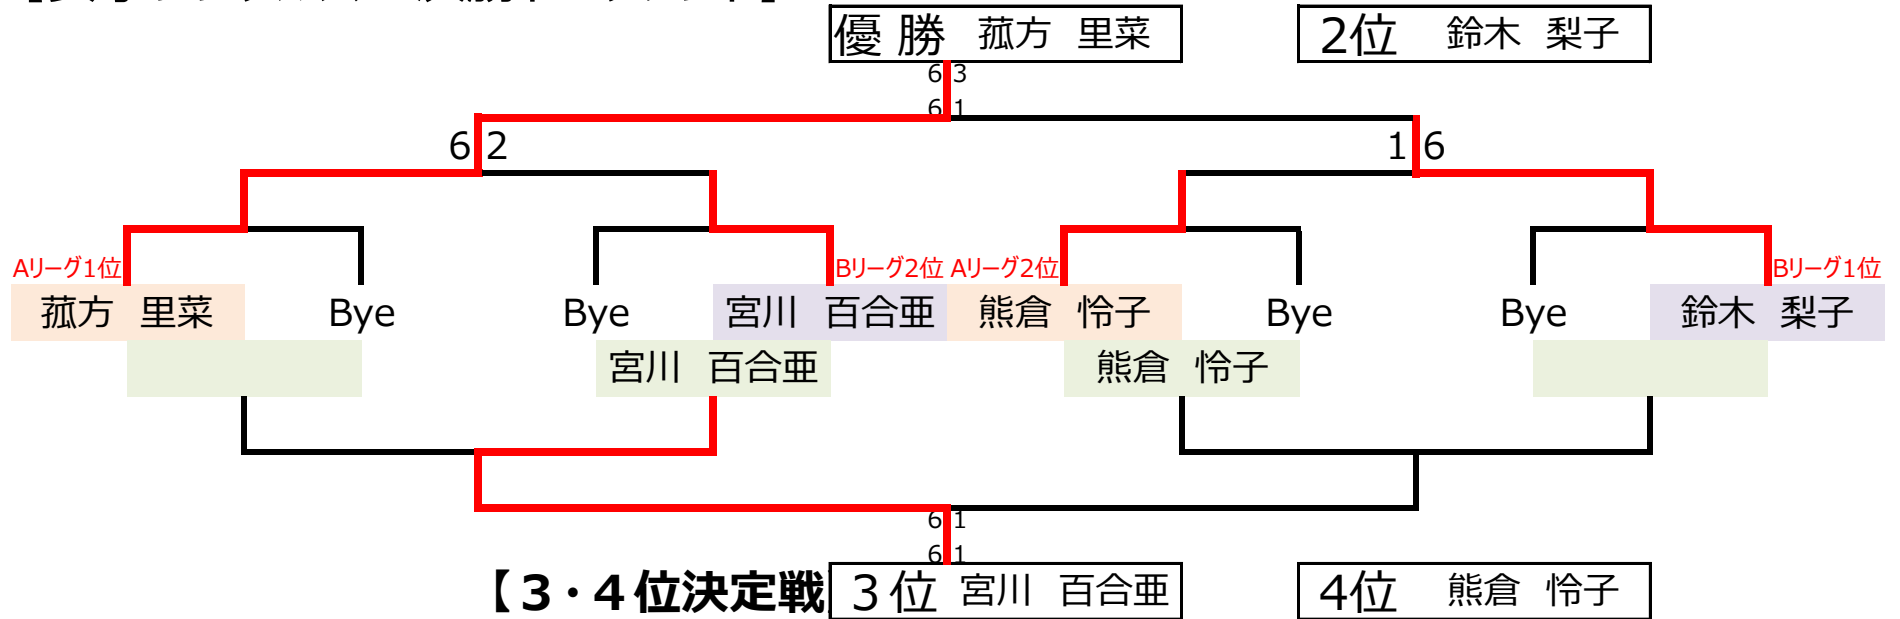 優 勝 菰方 里菜 2位 鈴木 梨子
6 3
6 1
6 2 1 6
Aリーグ1位 Bリーグ2位 Aリーグ2位 Bリーグ1位
菰方 里菜 Bye Bye 宮川 百合亜 熊倉 怜子 Bye Bye 鈴木 梨子
宮川 百合亜 熊倉 怜子
6 1
6 1
【3・4位決定戦 3位 宮川 百合亜 4位 熊倉 怜子